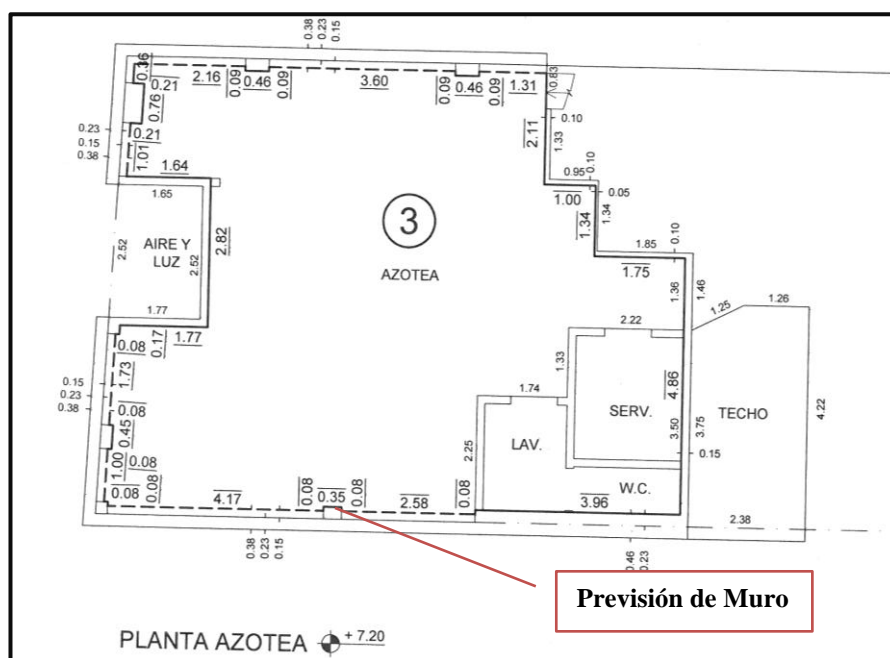 0.38 0.23 0.15
0.36 2.16 0.09 0.46 0.09 3.60 0.09 0.46 0.09 1.31 0.83
0.21
0.76
0.23 0.21
0.15
0.38 1.01 1.64
2.11 0.10
1.33
0.95 0.10
1.65
0.05
1.00
1.34 1.34
3
AIRE Y
LUZ
2.52 2.52 2.82
AZOTEA
1.85 0.10
1.75
1.36 1.46
1.25 1.26
1.77
0.08 0.17 1.77
2.22
1.33
0.15
0.23
0.38
1.73
0.08
1.74
SERV.
4.86
TECHO
4.22
0.45
LAV.
2.25
3.50 3.75
0.15
1.00 0.08
0.08 0.08 4.17 0.08 0.35 0.08 2.58 0.08
W.C.
3.96
2.38
0.38 0.23 0.15
0.46 0.23
Previsión de Muro
PLANTA AZOTEA + 7.20